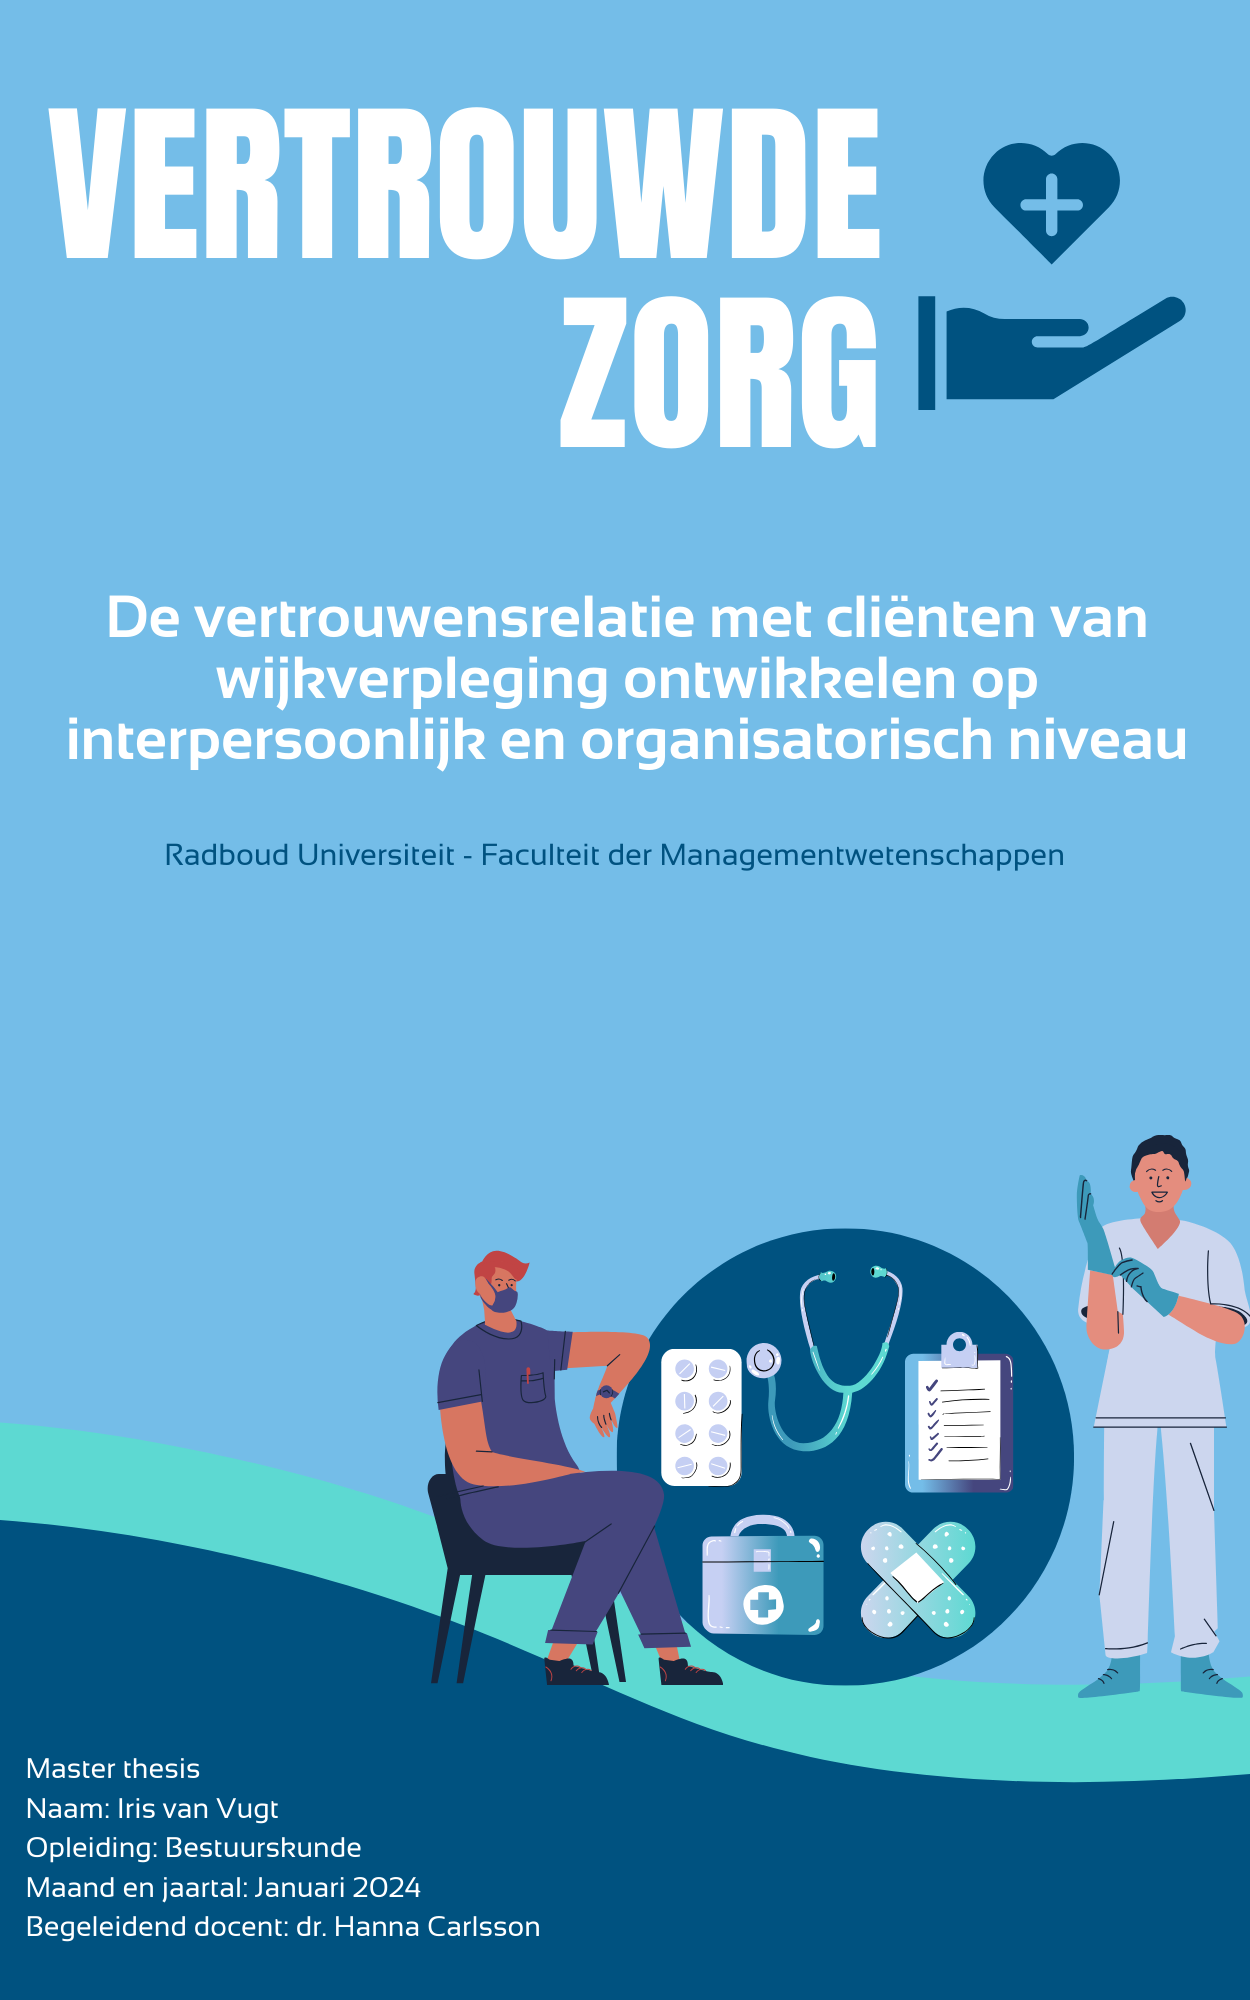 VERTROUWDE
ZORG
De vertrouwensrelatie met cliënten van
wijkverpleging ontwikkelen op
interpersoonlijk en organisatorisch niveau
Radboud Universiteit - Faculteit der Managementwetenschappen
Master thesis
Naam: Iris van Vugt
Opleiding: Bestuurskunde
Maand en jaartal: Januari 2024
Begeleidend docent: dr. Hanna Carlsson